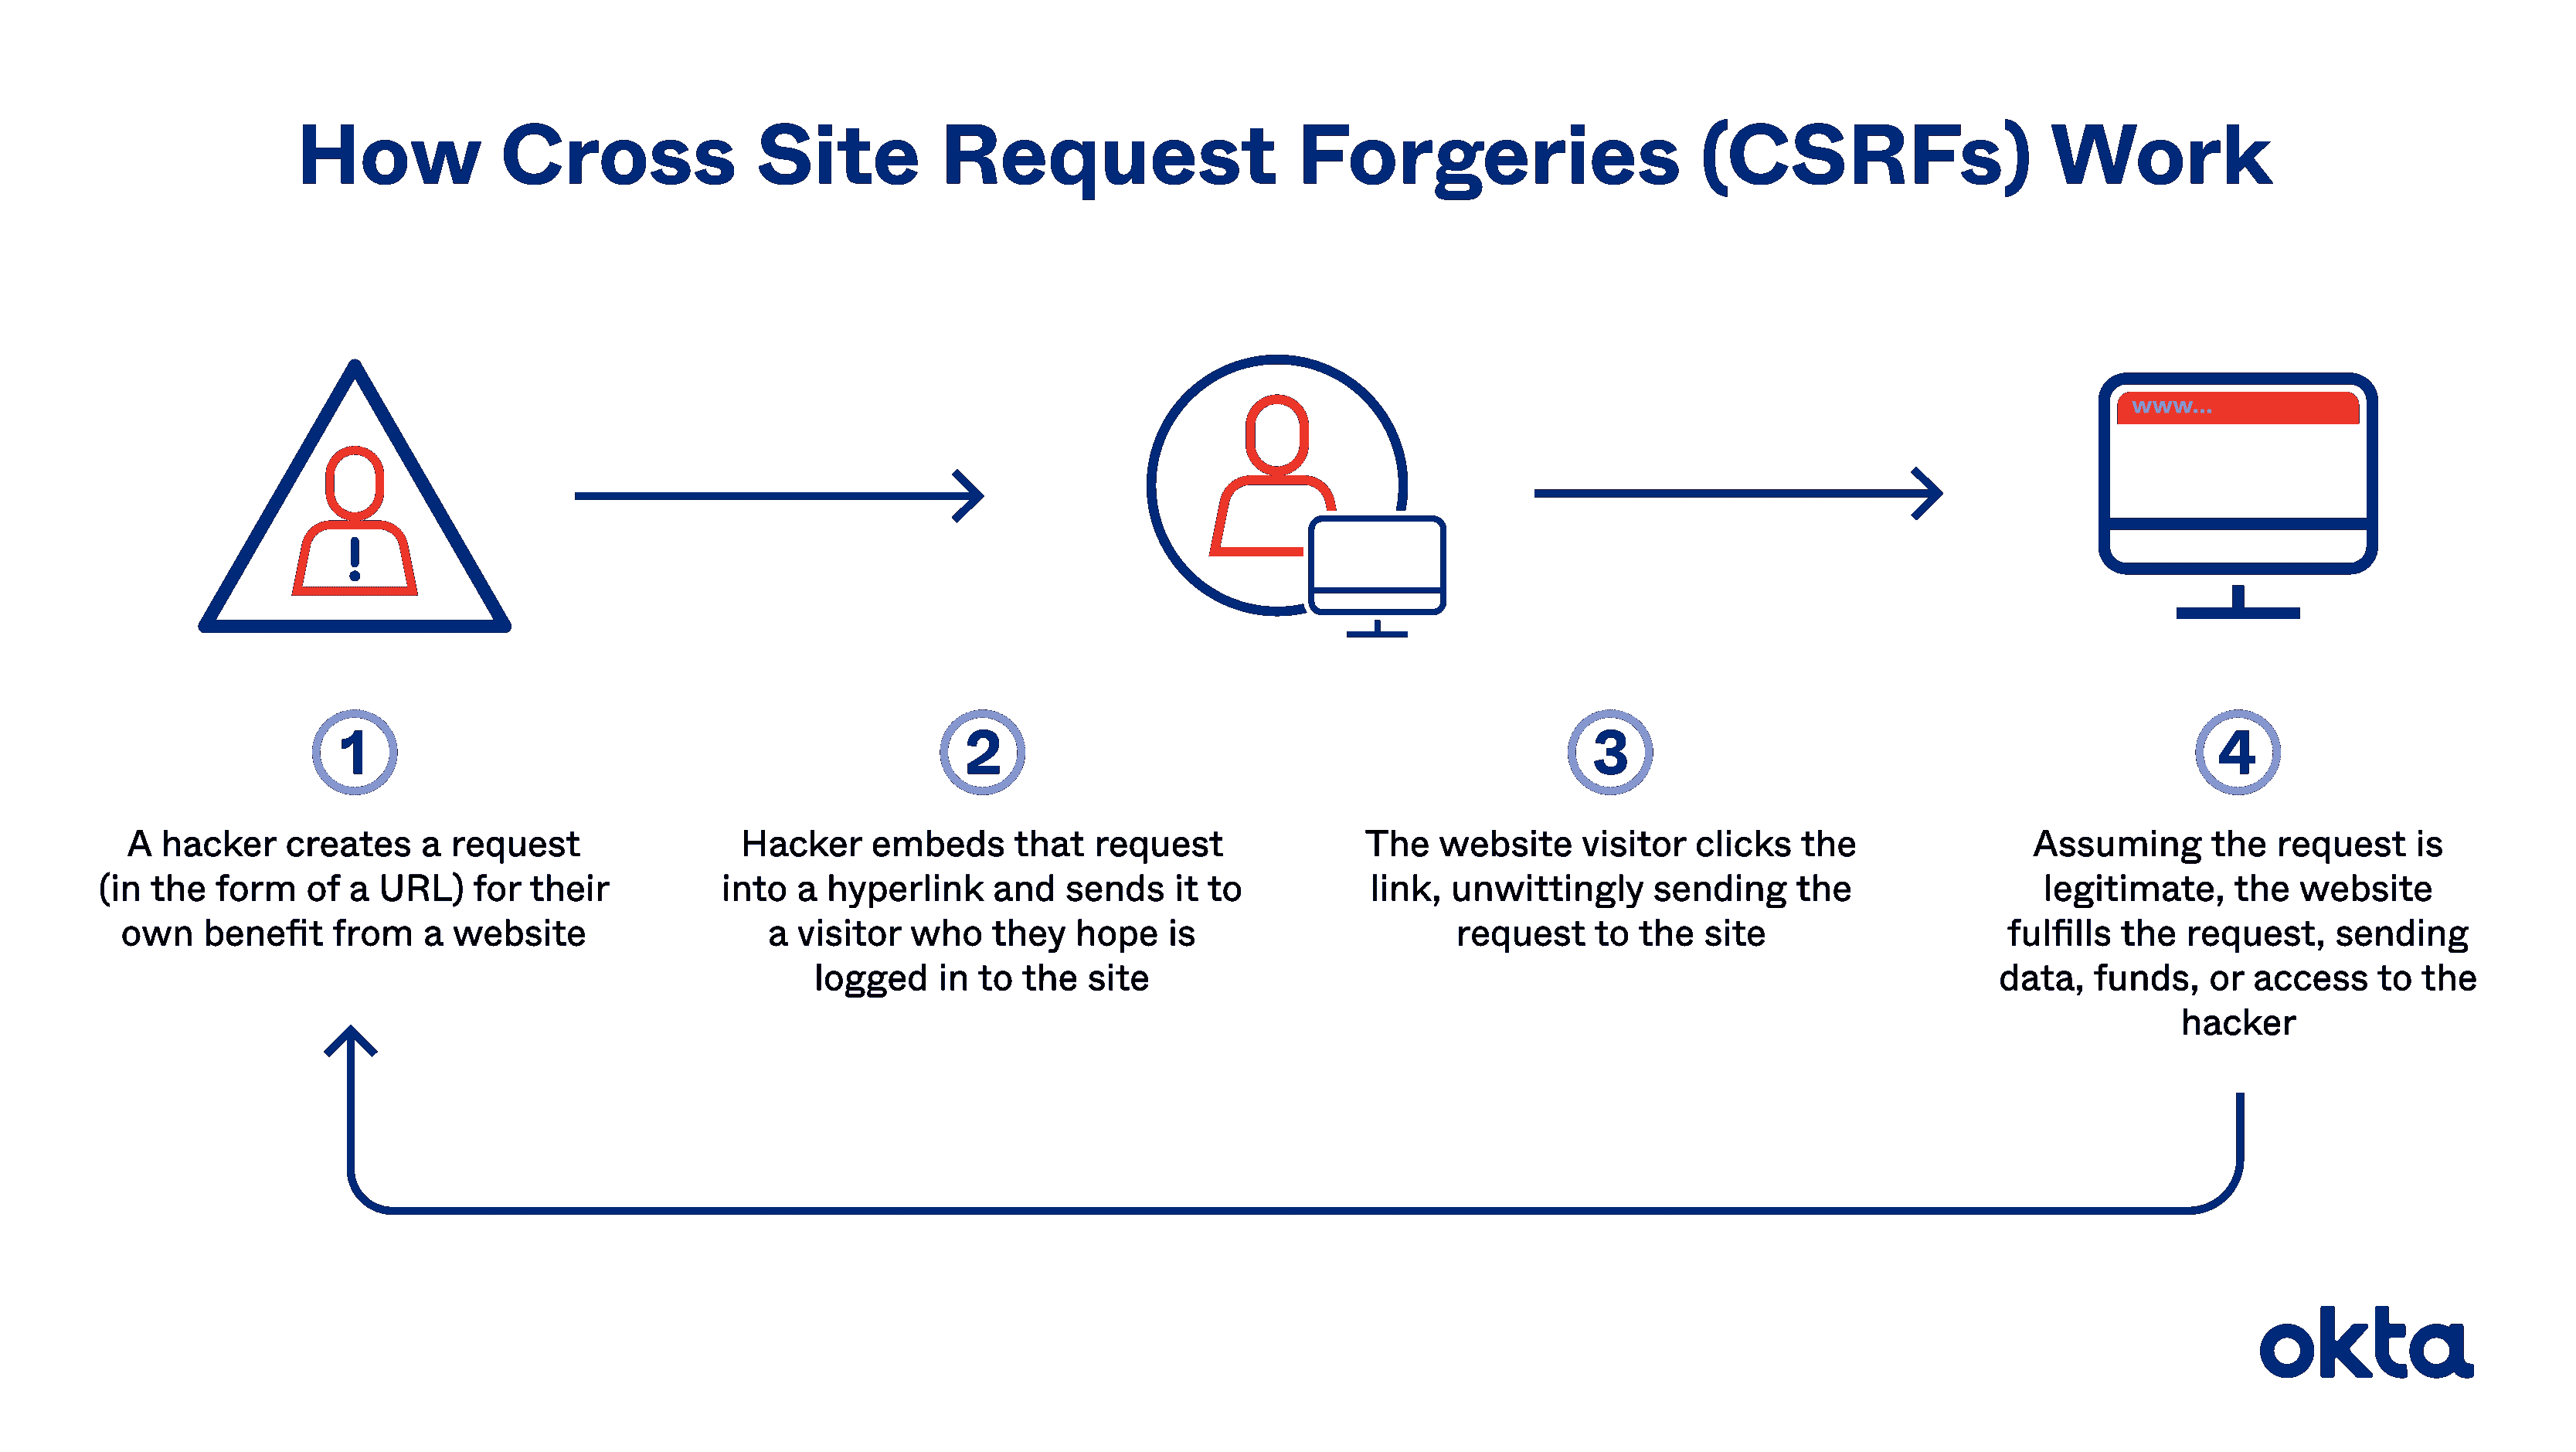 How Cross Site Request Forgeries (CSRFs) Work
www...
1
A hacker creates a request
(in the form of a URL) for their
own benefit from a website
2
Hacker embeds that request
into a hyperlink and sends it to
a visitor who they hope is
logged in to the site
3
The website visitor clicks the
link, unwittingly sending the
request to the site
4
Assuming the request is
legitimate, the website
fulfills the request, sending
data, funds, or access to the
hacker
okta